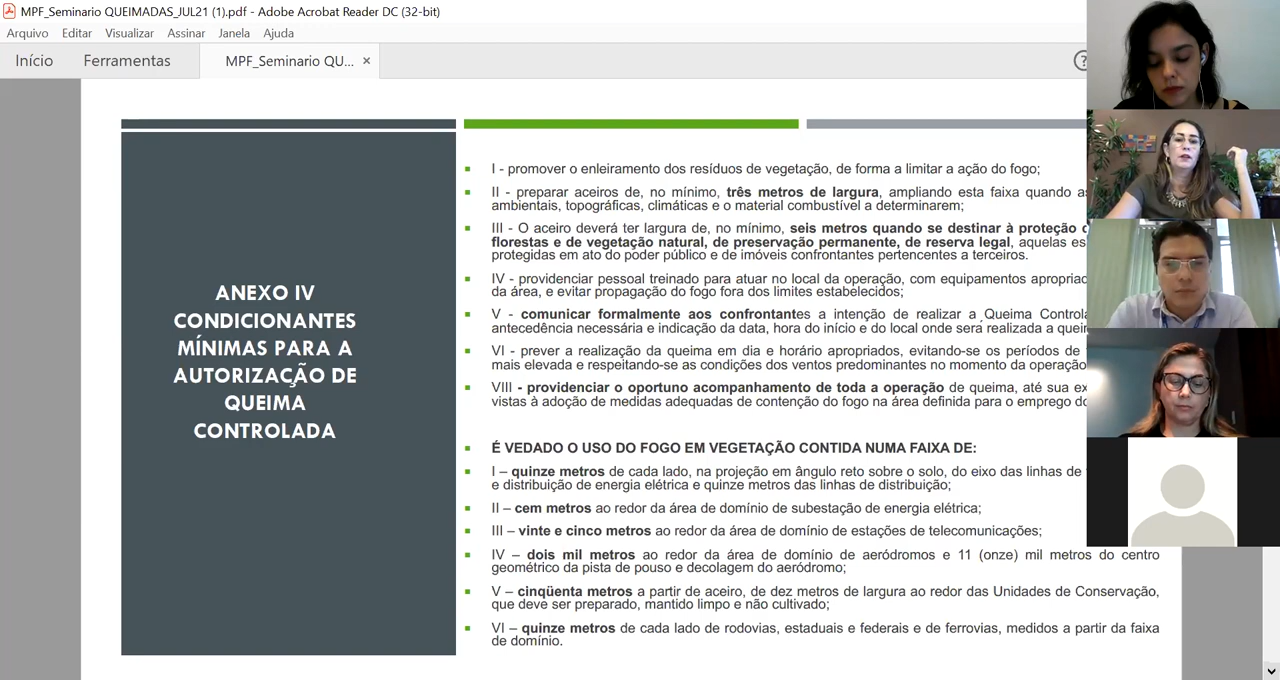 MPF_Seminario QUEIMADAS_JUL21 (1).pdf - Adobe Acrobat Reader DC (32-bit)
Arquivo Editar Visualizar Assinar Janela Ajuda
Início Ferramentas MPF_Seminario QU... ×
ANEXO IV
CONDICIONANTES
MÍNIMAS PARA A
AUTORIZAÇÃO DE
QUEIMA
CONTROLADA
I - promover o enleiramento dos resíduos de vegetação, de forma a limitar a ação do fogo;
II - preparar aceiros de, no mínimo, três metros de largura, ampliando esta faixa quando
ambientais, topográficas, climáticas e o material combustível a determinarem;
III - O aceiro deverá ter largura de, no mínimo, seis metros quando se destinar à proteção
florestas e de vegetação natural, de preservação permanente, de reserva legal, aquelas
protegidas em ato do poder público e de imóveis confrontantes pertencentes a terceiros.
IV - providenciar pessoal treinado para atuar no local da operação, com equipamentos
da área, e evitar propagação do fogo fora dos limites estabelecidos;
V - comunicar formalmente aos confrontantes a intenção de realizar a Queima
antecedência necessária e indicação da data, hora do início e do local onde será realizada a
VI - prever a realização da queima em dia e horário apropriados, evitando-se os períodos de
mais elevada e respeitando-se as condições dos ventos predominantes no momento da operação
VIII - providenciar o oportuno acompanhamento de toda a operação de queima, até sua
vistas à adoção de medidas adequadas de contenção do fogo na área definida para o emprego
É VEDADO O USO DO FOGO EM VEGETAÇÃO CONTIDA NUMA FAIXA DE:
I – quinze metros de cada lado, na projeção em ângulo reto sobre o solo, do eixo das linhas de
e distribuição de energia elétrica e quinze metros das linhas de distribuição;
II – cem metros ao redor da área de domínio de subestação de energia elétrica;
III – vinte e cinco metros ao redor da área de domínio de estações de telecomunicações;
IV – dois mil metros ao redor da área de domínio de aeródromos e 11 (onze) mil metros do centro
geométrico da pista de pouso e decolagem do aeródromo;
V – cinqüenta metros a partir de aceiro, de dez metros de largura ao redor das Unidades de Conservação,
que deve ser preparado, mantido limpo e não cultivado;
VI – quinze metros de cada lado de rodovias, estaduais e federais e de ferrovias, medidos a partir da faixa
de domínio.